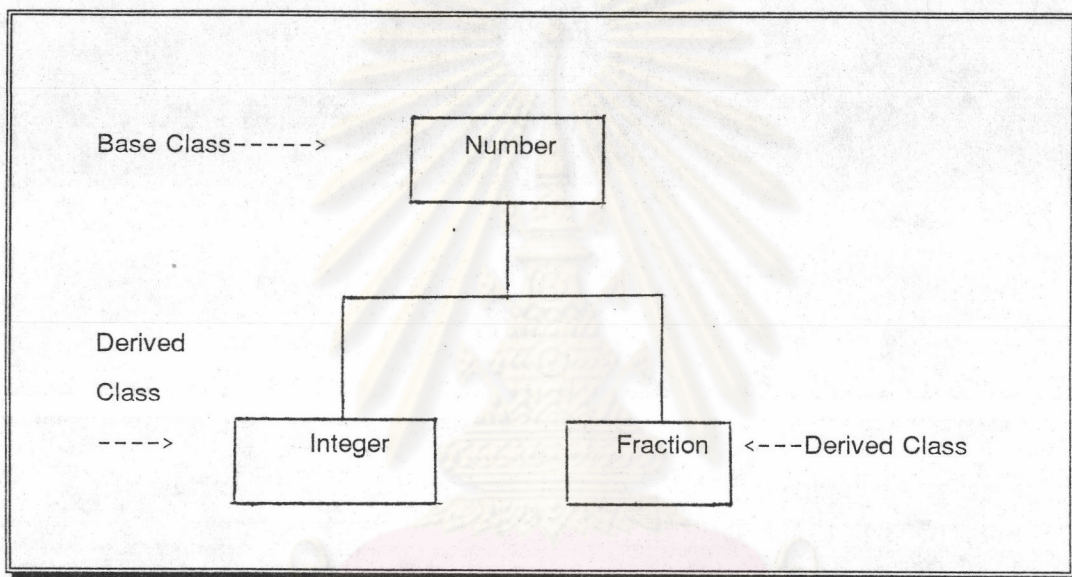 Base Class----->
Number
Derived
Class
---->
Integer
Fraction
<---Derived Class